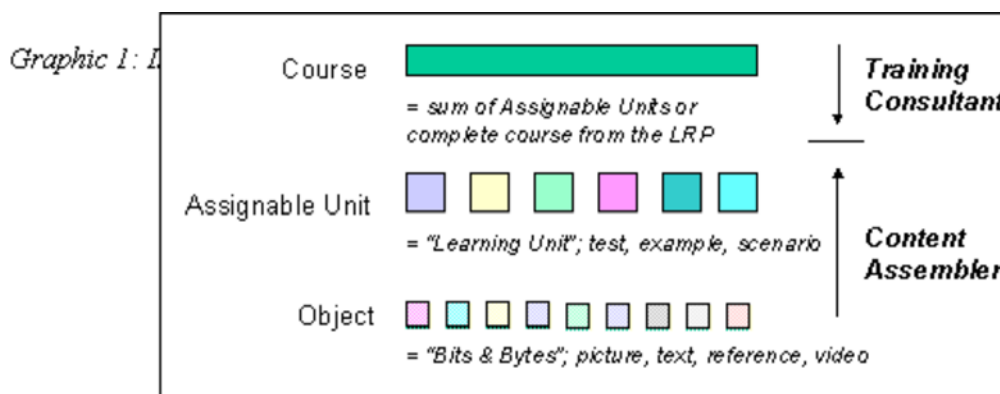 Graphic 1:
Course
Training
Consultant
= sum of Assignable Units or
complete course from the LRP
Assignable Unit
= "Learning Unit"; test, example, scenario
Content
Assembler
Object
= "Bits & Bytes"; picture, text, reference, video